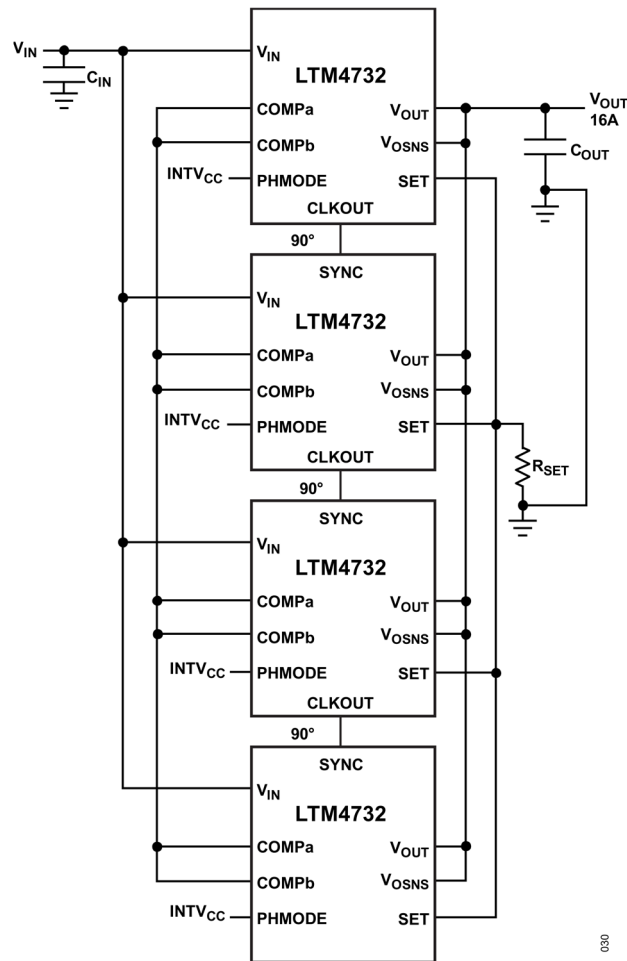 VIN
CIN
VIN
LTM4732
COMPa
VOUT
VOUT
16A
COMPb
VOSNS
COUT
INTVCC
PHMODE
SET
CLKOUT
90°
SYNC
VIN
LTM4732
COMPa
VOUT
COMPb
VOSNS
INTVCC
PHMODE
SET
CLKOUT
RSET
90°
SYNC
VIN
LTM4732
COMPa
VOUT
COMPb
VOSNS
INTVCC
PHMODE
SET
CLKOUT
90°
SYNC
VIN
LTM4732
COMPa
VOUT
COMPb
VOSNS
INTVCC
PHMODE
SET
030